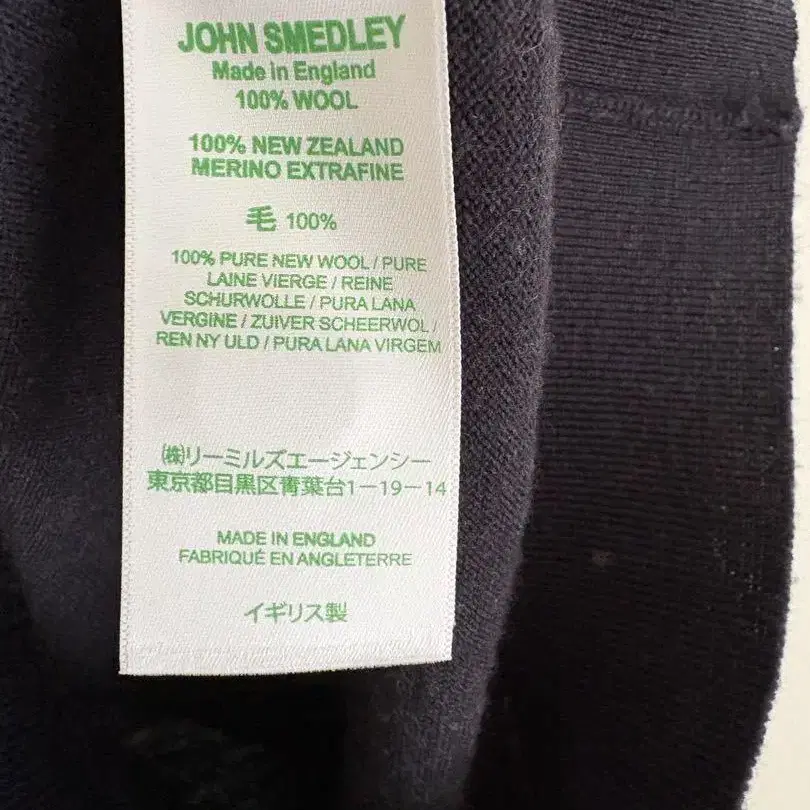 JOHN SMEDLEY
Made in England
100% WOOL
100% NEW ZEALAND
MERINO EXTRAFINE
毛 100%
100% PURE NEW WOOL / PURE
LAINE VIERGE / REINE
SCHURWOLLE / PURA LANA
VERGINE / ZUIVER SCHEERWOL /
REN NY ULD / PURA LANA VIRGEM
(株)リーミルズエージェンシー
東京都目黒区青葉台1-19-14
MADE IN ENGLAND
FABRIQUÉ EN ANGLETERRE
イギリス製